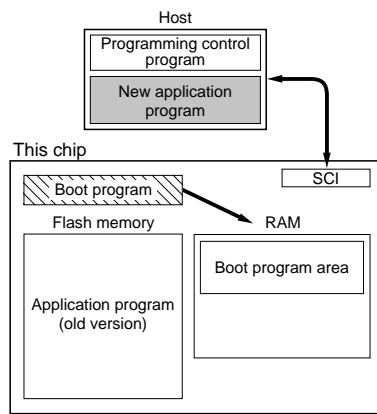 Host
Programming control
program
New application
program
This chip
SCI
Boot program
Flash memory
RAM
Boot program area
Application program
(old version)